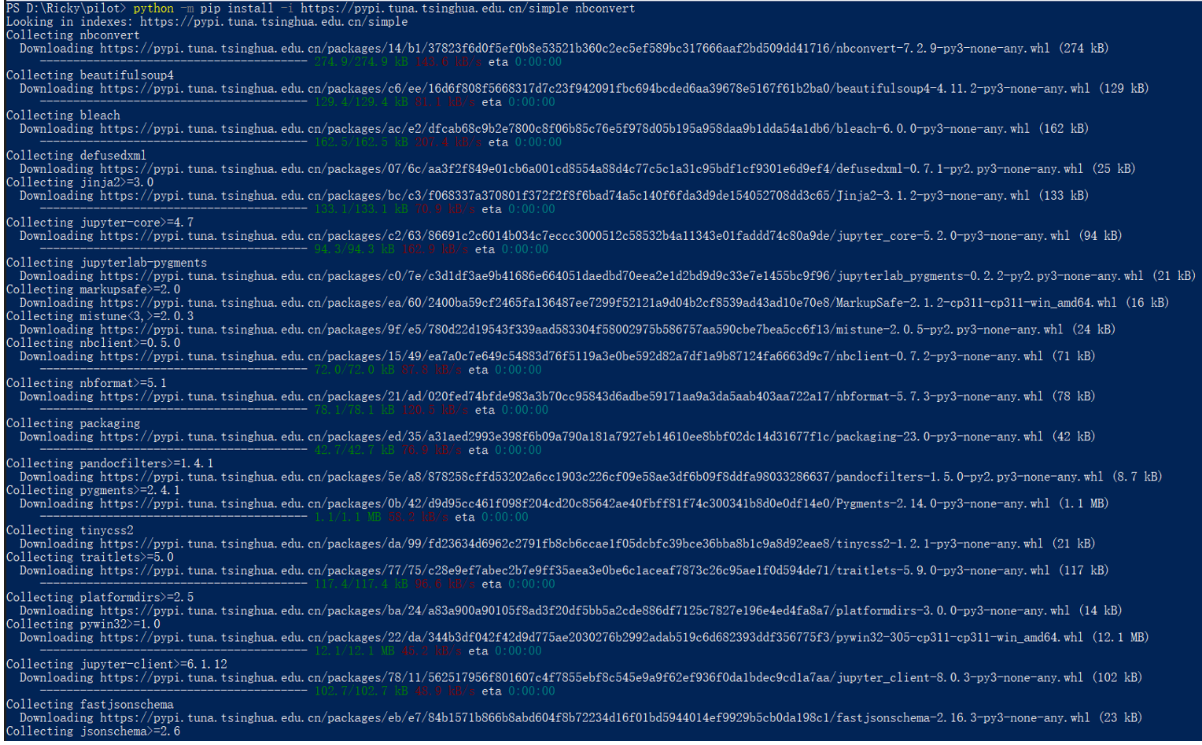 PS D:\Ricky\pilot> python -m pip install -i https://pypi.tuna.tsinghua.edu.cn/simple nbconvert
Looking in indexes: https://pypi.tuna.tsinghua.edu.cn/simple
Collecting nbconvert
Downloading https://pypi.tuna.tsinghua.edu.cn/packages/14/b1/37823f6d0f5ef0b8e53521b360c2ec5ef589bc317666aaf2bd509dd41716/nbconvert-7.2.9-py3-none-any.whl (274 kB)
---------------------------------------- 274.9/274.9 kB 143.6 kB/s eta 0:00:00
Collecting beautifulsoup4
Downloading https://pypi.tuna.tsinghua.edu.cn/packages/c6/ee/16d6f808f5668317d7c23f942091fbc694bcded6aa39678e5167f61b2ba0/beautifulsoup4-4.11.2-py3-none-any.whl (129 kB)
---------------------------------------- 129.4/129.4 kB 81.1 kB/s eta 0:00:00
Collecting bleach
Downloading https://pypi.tuna.tsinghua.edu.cn/packages/ac/e2/dfcab68c9b2e7800c8f06b85c76e5f978d05b195a958daa9b1dda54a1db6/bleach-6.0.0-py3-none-any.whl (162 kB)
---------------------------------------- 162.5/162.5 kB 207.4 kB/s eta 0:00:00
Collecting defusedxml
Downloading https://pypi.tuna.tsinghua.edu.cn/packages/07/6c/aa3f2f849e01cb6a001cd8554a88d4c77c5c1a31c95bdf1cf9301e6d9ef4/defusedxml-0.7.1-py2.py3-none-any.whl (25 kB)
Collecting jinja2>=3.0
Downloading https://pypi.tuna.tsinghua.edu.cn/packages/bc/c3/f068337a370801f372f2f8f6bad74a5c140f6fda3d9de154052708dd3c65/Jinja2-3.1.2-py3-none-any.whl (133 kB)
---------------------------------------- 133.1/133.1 kB 70.9 kB/s eta 0:00:00
Collecting jupyter-core>=4.7
Downloading https://pypi.tuna.tsinghua.edu.cn/packages/c2/63/86691c2c6014b034c7eccc3000512c58532b4a11343e01faddd74c80a9de/jupyter_core-5.2.0-py3-none-any.whl (94 kB)
---------------------------------------- 94.3/94.3 kB 162.9 kB/s eta 0:00:00
Collecting jupyterlab-pygments
Downloading https://pypi.tuna.tsinghua.edu.cn/packages/c0/7e/c3d1df3ae9b41686e664051daedbd70eea2e1d2bd9d9c33e7e1455bc9f96/jupyterlab_pygments-0.2.2-py2.py3-none-any.whl (21 kB)
Collecting markupsafe>=2.0
Downloading https://pypi.tuna.tsinghua.edu.cn/packages/ea/60/2400ba59cf2465fa136487ee7299f52121a9d04b2cf8539ad43ad10e70e8/MarkupSafe-2.1.2-cp311-cp311-win_amd64.whl (16 kB)
Collecting mistune<3,>=2.0.3
Downloading https://pypi.tuna.tsinghua.edu.cn/packages/9f/e5/780d22d19543f339aad583304f58002975b586757aa590cbe7bea5cc6f13/mistune-2.0.5-py2.py3-none-any.whl (24 kB)
Collecting nbclient>=0.5.0
Downloading https://pypi.tuna.tsinghua.edu.cn/packages/15/49/ea7a0c7e649c54883d76f5119a3e0be592d82a7df1a9b87124fa6663d9c7/nbclient-0.7.2-py3-none-any.whl (71 kB)
---------------------------------------- 72.0/72.0 kB 87.8 kB/s eta 0:00:00
Collecting nbformat>=5.1
Downloading https://pypi.tuna.tsinghua.edu.cn/packages/21/ad/020fed74bfde983a3b70cc95843d6adbe59171aa9a3da5aab403aa722a17/nbformat-5.7.3-py3-none-any.whl (78 kB)
---------------------------------------- 78.1/78.1 kB eta 0:00:00
Collecting packaging
Downloading https://pypi.tuna.tsinghua.edu.cn/packages/ed/35/a31aed2993e398f6b09a790a181a7927eb14610ee8bbf02dc14d31677f1c/packaging-23.0-py3-none-any.whl (42 kB)
---------------------------------------- 42.7/42.7 kB 76.9 kB/s eta 0:00:00
Collecting pandocfilters>=1.4.1
Downloading https://pypi.tuna.tsinghua.edu.cn/packages/5e/a8/878258cffd53202a6cc1903c226cf09e58ae3df6b09f8ddfa98033286637/pandocfilters-1.5.0-py2.py3-none-any.whl (8.7 kB)
Collecting pygments>=2.4.1
Downloading https://pypi.tuna.tsinghua.edu.cn/packages/0b/42/d9d95cc461f098f204cd20c85642ae40fbff81f74c300341b8d0e0df14e0/Pygments-2.14.0-py3-none-any.whl (1.1 MB)
---------------------------------------- 1.1/1.1 MB 58.2 kB/s eta 0:00:00
Collecting tinycss2
Downloading https://pypi.tuna.tsinghua.edu.cn/packages/da/99/fd23634d6962c2791fb8cb6ccae1f05dcbfc39bce36bba8b1c9a8d92eae8/tinycss2-1.2.1-py3-none-any.whl (21 kB)
Collecting traitlets>=5.0
Downloading https://pypi.tuna.tsinghua.edu.cn/packages/77/75/c28e9ef7abec2b7e9ff35aea3e0be6c1aceaf7873c26c95ae1f0d594de71/traitlets-5.9.0-py3-none-any.whl (117 kB)
---------------------------------------- 117.4/117.4 kB 96.6 kB/s eta 0:00:00
Collecting platformdirs>=2.5
Downloading https://pypi.tuna.tsinghua.edu.cn/packages/ba/24/a83a900a90105f8ad3f20df5bb5a2cde886df7125c7827e196e4ed4fa8a7/platformdirs-3.0.0-py3-none-any.whl (14 kB)
Collecting pywin32>=1.0
Downloading https://pypi.tuna.tsinghua.edu.cn/packages/22/da/344b3df042f42d9d775ae2030276b2992adab519c6d682393ddf356775f3/pywin32-305-cp311-cp311-win_amd64.whl (12.1 MB)
---------------------------------------- 12.1/12.1 MB 45.2 kB/s eta 0:00:00
Collecting jupyter-client>=6.1.12
Downloading https://pypi.tuna.tsinghua.edu.cn/packages/78/11/562517956f801607c4f7855ebf8c545e9a9f62ef936f0da1bdec9cd1a7aa/jupyter_client-8.0.3-py3-none-any.whl (102 kB)
---------------------------------------- 102.7/102.7 kB 48.9 kB/s eta 0:00:00
Collecting fastjsonschema
Downloading https://pypi.tuna.tsinghua.edu.cn/packages/eb/e7/84b1571b866b8abd604f8b72234d16f01bd5944014ef9929b5cb0da198c1/fastjsonschema-2.16.3-py3-none-any.whl (23 kB)
Collecting jsonschema>=2.6